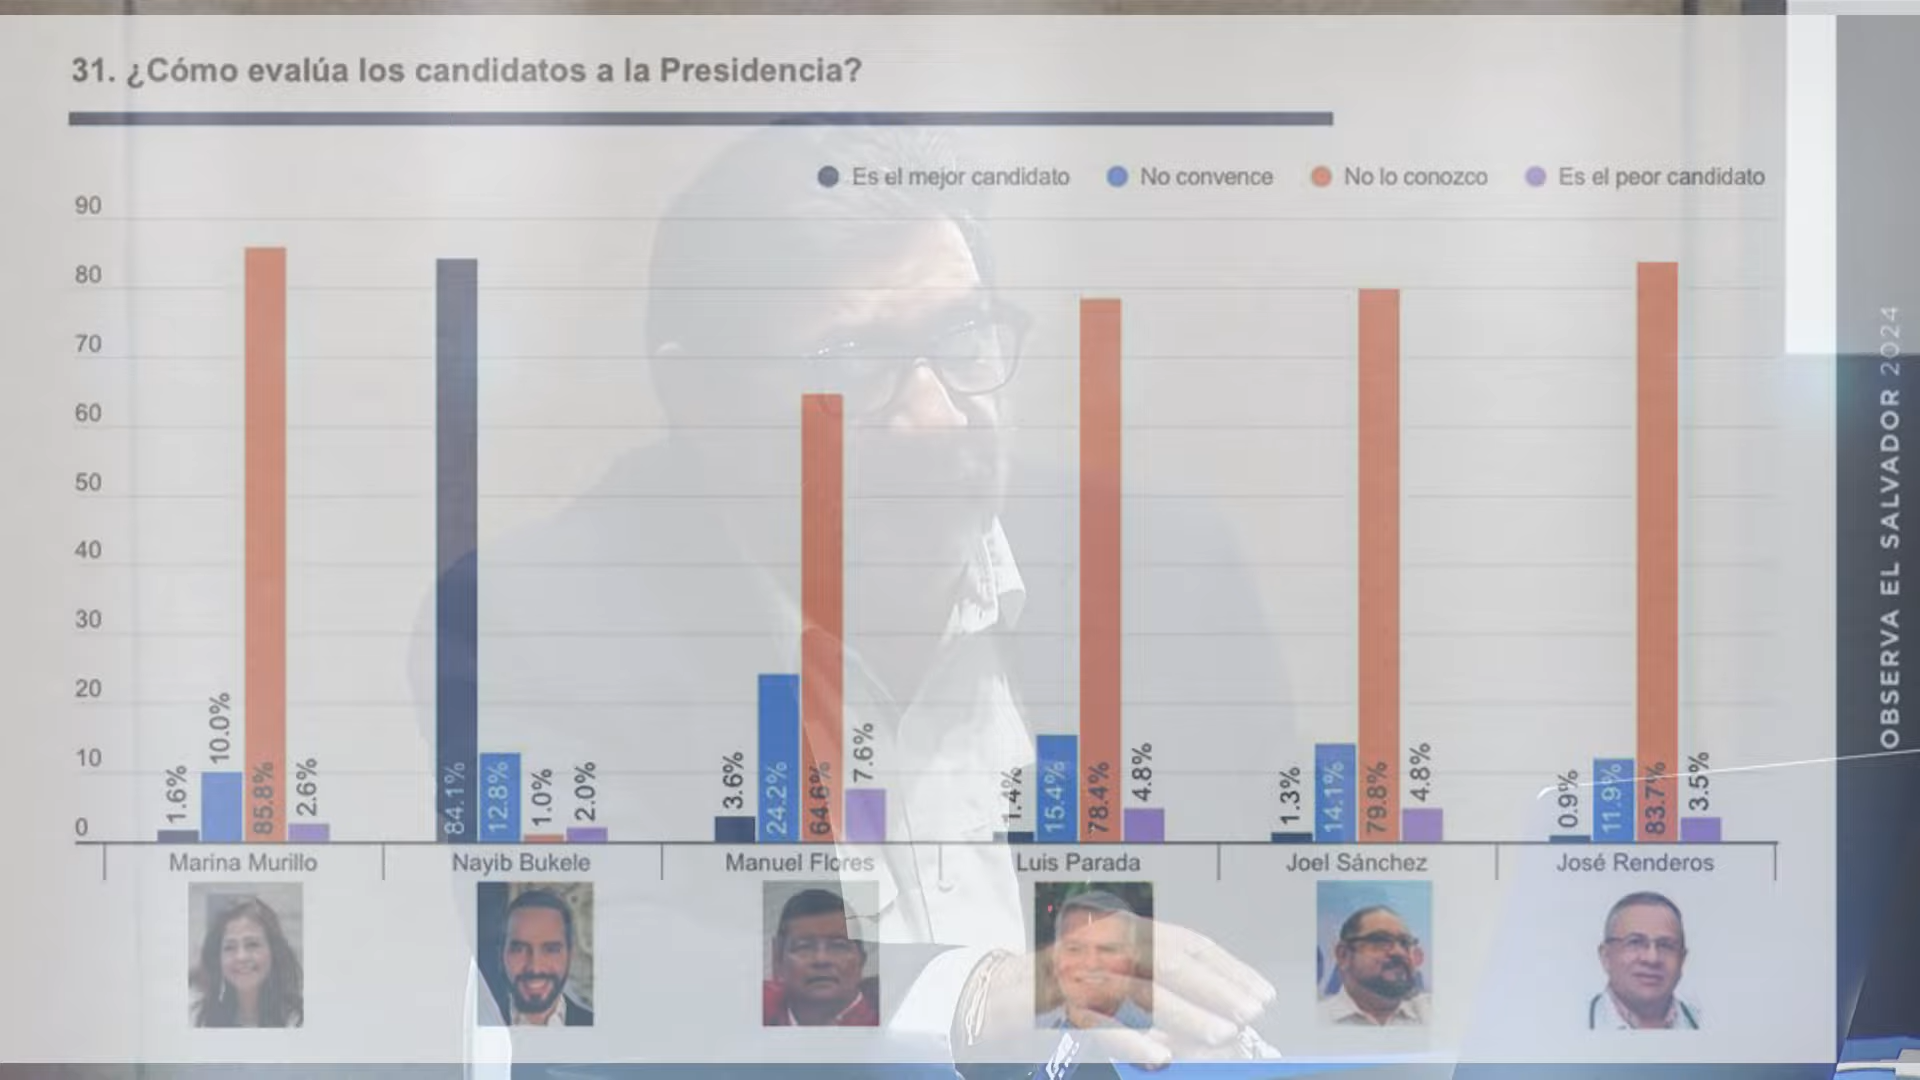 31. ¿Cómo evalúa los candidatos a la Presidencia?
Es el mejor candidato No convence No lo conozco Es el peor candidato
90
80
70
60
50
40
30
20
10
0
1.6% 10.0% 85.8% 2.6%
84.1% 12.8% 1.0% 2.0%
3.6% 24.2% 64.6% 7.6%
1.4% 15.4% 78.4% 4.8%
1.3% 14.1% 79.8% 4.8%
0.9% 11.9% 83.7% 3.5%
Marina Murillo Nayib Bukele Manuel Flores Luis Parada Joel Sánchez José Renderos
OBSERVA EL SALVADOR 2024